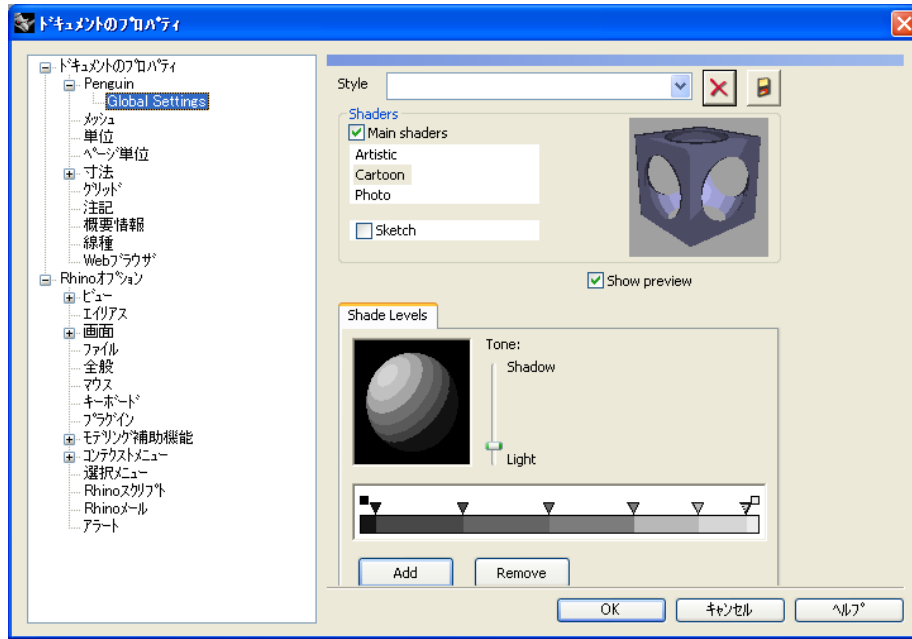 ドキュメントのプロパティ
ドキュメントのプロパティ
Penguin
Global Settings
メッシュ
単位
ページ単位
寸法
グリッド
注記
概要情報
線種
Webブラウザ
Rhinoオプション
ビュー
エイリアス
画面
ファイル
全般
マウス
キーボード
プラグイン
モデリング補助機能
コンテクストメニュー
選択メニュー
Rhinoスクリプト
Rhinoメール
アラート
Style
Shaders
Main shaders
Artistic
Cartoon
Photo
Sketch
Show preview
Shade Levels
Tone:
Shadow
Light
Add
Remove
OK
キャンセル
ヘルプ